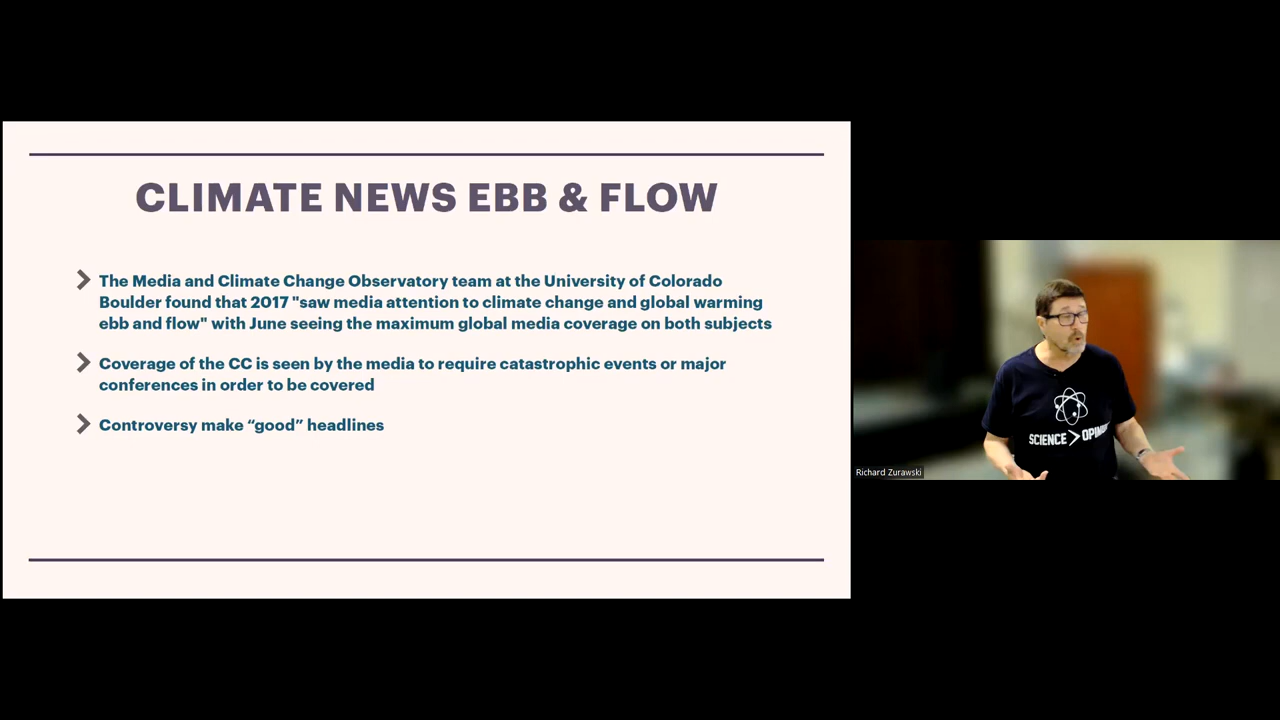 CLIMATE NEWS EBB & FLOW
The Media and Climate Change Observatory team at the University of Colorado
Boulder found that 2017 "saw media attention to climate change and global warming
ebb and flow" with June seeing the maximum global media coverage on both subjects
Coverage of the CC is seen by the media to require catastrophic events or major
conferences in order to be covered
Controversy make “good” headlines
SCIENCE > OPIN
Richard Zurawski